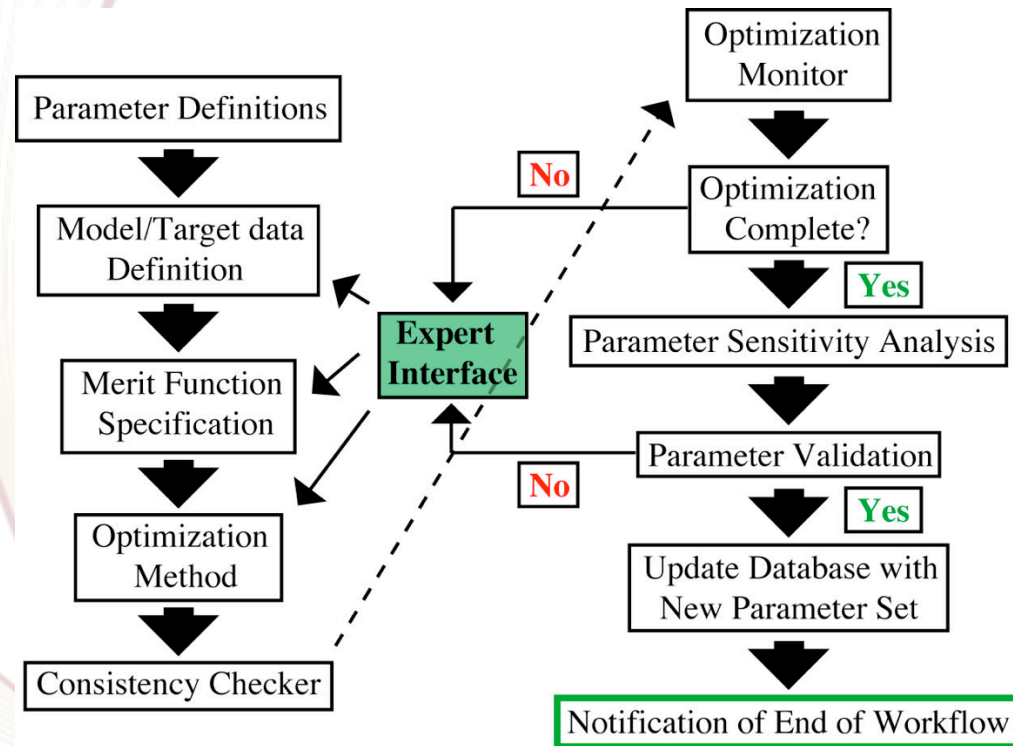 Parameter Definitions
Model/Target data
Definition
Merit Function
Specification
Optimization
Method
Consistency Checker
Expert
Interface
No
No
Optimization
Monitor
Optimization
Complete?
Yes
Parameter Sensitivity Analysis
Parameter Validation
Yes
Update Database with
New Parameter Set
Notification of End of Workflow